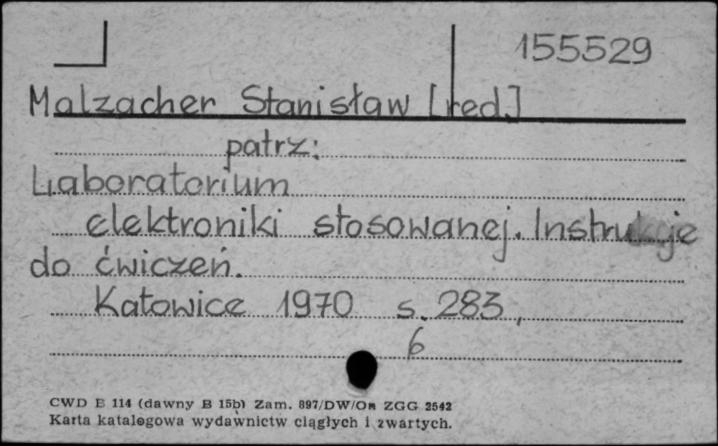 155529
Malzacher Stanisław [red.]
patrz:
Laboratorium
elektroniki stosowanej. Instrukcje
do ćwiczeń.
Katowice 1970 s. 283,
6
CWD E 114 (dawny B 15b) Zam. 897/DW/On ZGG 2542
Karta katalogowa wydawnictw ciągłych i zwartych.